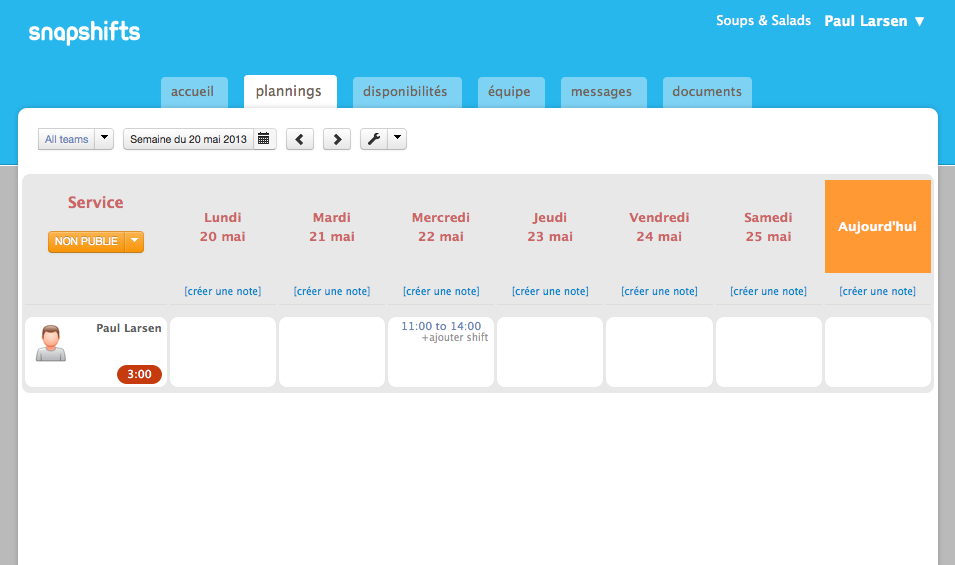 snapshifts
Soups & Salads Paul Larsen ▼
accueil plannings disponibilités équipe messages documents
All teams Semaine du 20 mai 2013
Service
NON PUBLIE
Lundi
20 mai
Mardi
21 mai
Mercredi
22 mai
Jeudi
23 mai
Vendredi
24 mai
Samedi
25 mai
Aujourd'hui
[créer une note] [créer une note] [créer une note] [créer une note] [créer une note] [créer une note] [créer une note]
Paul Larsen
3:00
11:00 to 14:00
+ajouter shift